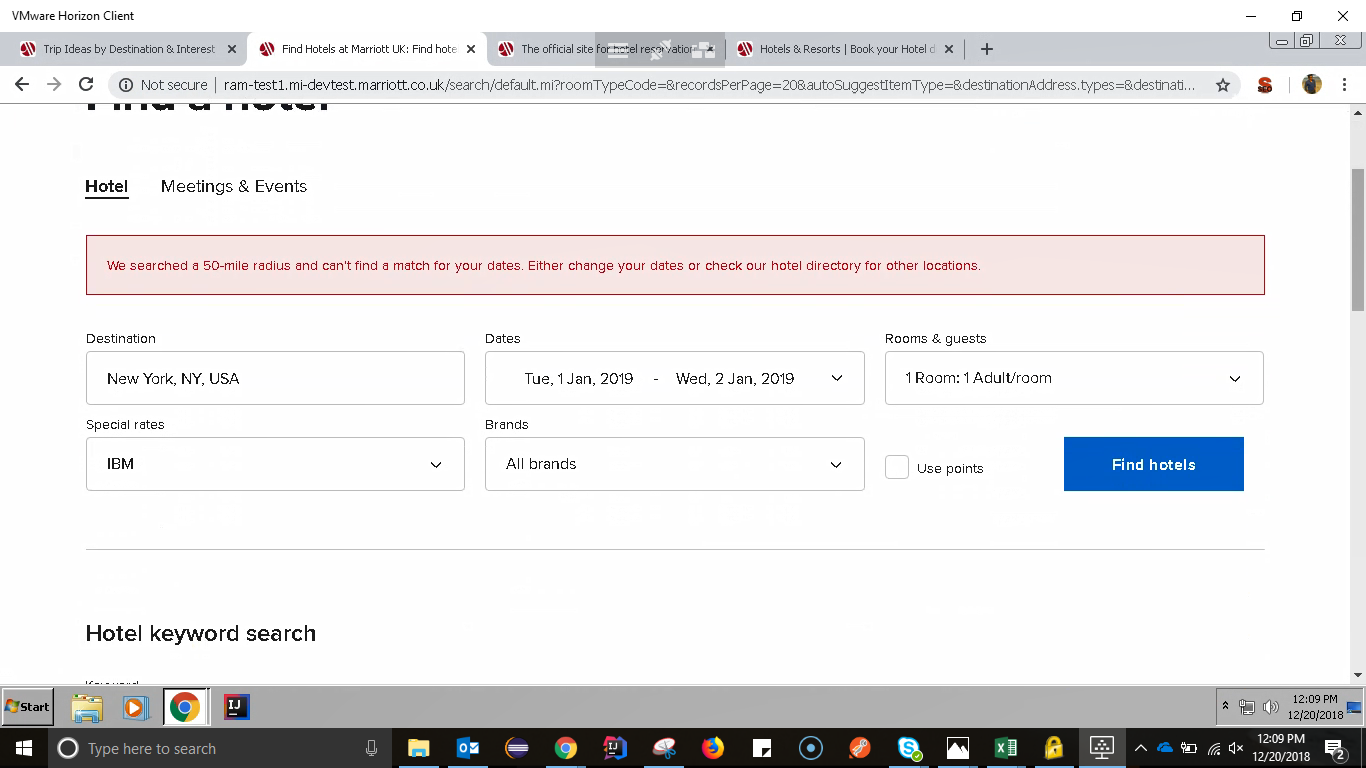 VMware Horizon Client
Trip Ideas by Destination & Interest
Find Hotels at Marriott UK: Find hote
The official site for hotel reservation
Hotels & Resorts | Book your Hotel d
Not secure | ram-test1.mi-devtest.marriott.co.uk/search/default.mi?roomTypeCode=&recordsPerPage=20&autoSuggestItemType=&destinationAddress.types=&destinati...
Find a hotel
Hotel Meetings & Events
We searched a 50-mile radius and can't find a match for your dates. Either change your dates or check our hotel directory for other locations.
Destination Dates Rooms & guests
New York, NY, USA Tue, 1 Jan, 2019 - Wed, 2 Jan, 2019 1 Room: 1 Adult/room
Special rates Brands
IBM All brands Use points Find hotels
Hotel keyword search
Keyword
Start IJ 12:09 PM
12/20/2018
Type here to search 12:09 PM
12/20/2018 2